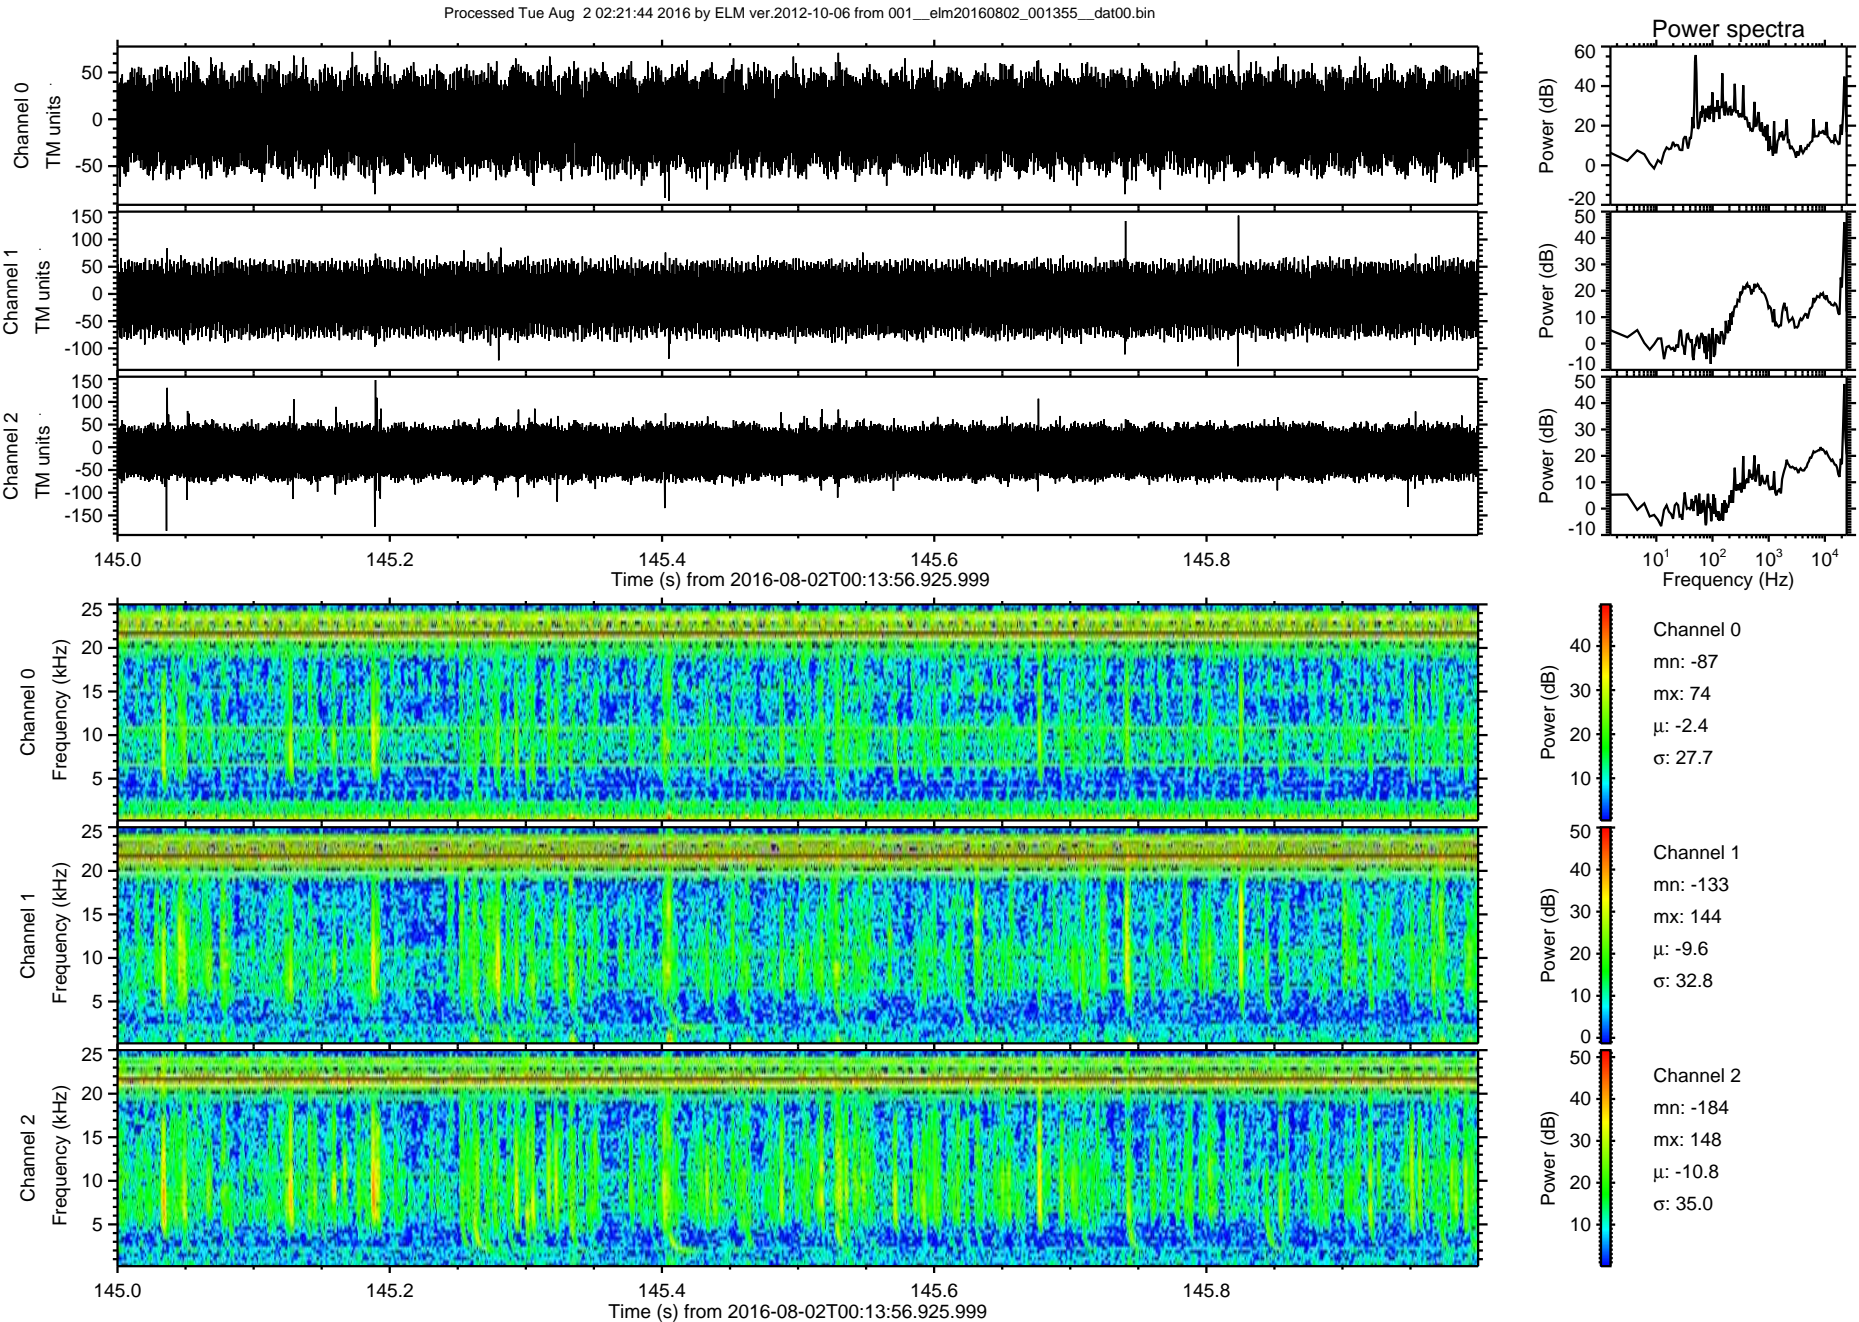 Processed Tue Aug  2 02:21:44 2016 by ELM ver.2012-10-06 from 001__elm20160802_001355__dat00.bin
Power spectra
Channel 0
TM units
50
0
-50
Power (dB)
60
40
20
0
-20
Channel 1
TM units
150
100
50
0
-50
-100
Power (dB)
50
40
30
20
10
0
-10
Channel 2
TM units
150
100
50
0
-50
-100
-150
Power (dB)
50
40
30
20
10
0
-10
145.0 145.2 145.4 145.6 145.8
Time (s) from 2016-08-02T00:13:56.925.999
10¹ 10² 10³ 10⁴
Frequency (Hz)
Channel 0
Frequency (kHz)
25
20
15
10
5
Power (dB)
40
30
20
10
Channel 0
mn: -87
mx: 74
µ: -2.4
σ: 27.7
Channel 1
Frequency (kHz)
25
20
15
10
5
Power (dB)
50
40
30
20
10
0
Channel 1
mn: -133
mx: 144
µ: -9.6
σ: 32.8
Channel 2
Frequency (kHz)
25
20
15
10
5
Power (dB)
50
40
30
20
10
Channel 2
mn: -184
mx: 148
µ: -10.8
σ: 35.0
145.0 145.2 145.4 145.6 145.8
Time (s) from 2016-08-02T00:13:56.925.999